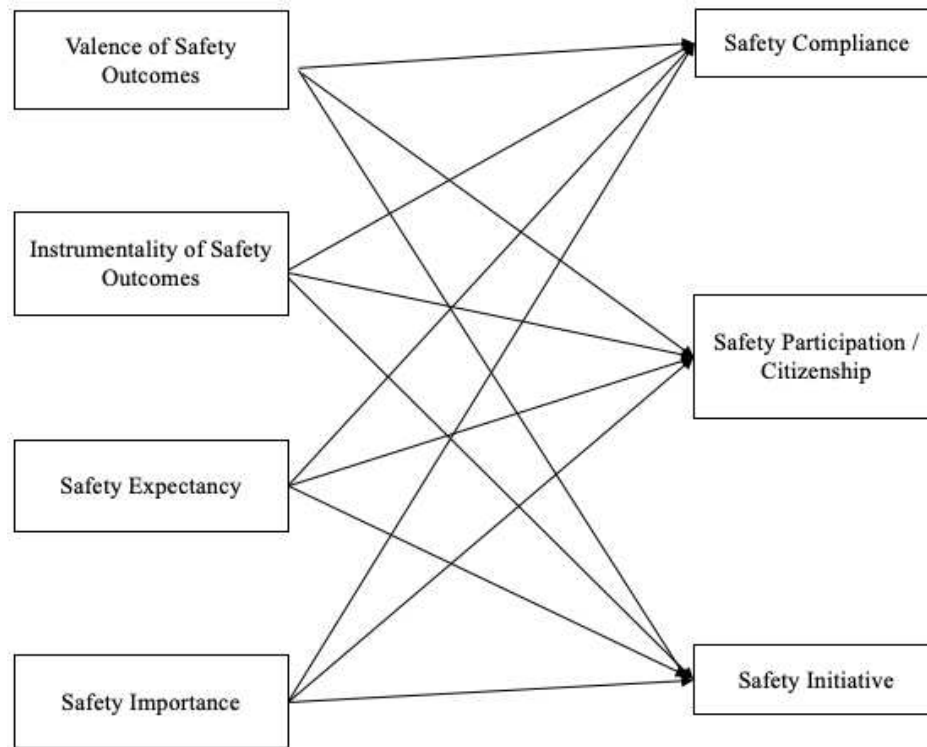 Valence of Safety
Outcomes
Safety Compliance
Instrumentality of Safety
Outcomes
Safety Participation /
Citizenship
Safety Expectancy
Safety Importance
Safety Initiative